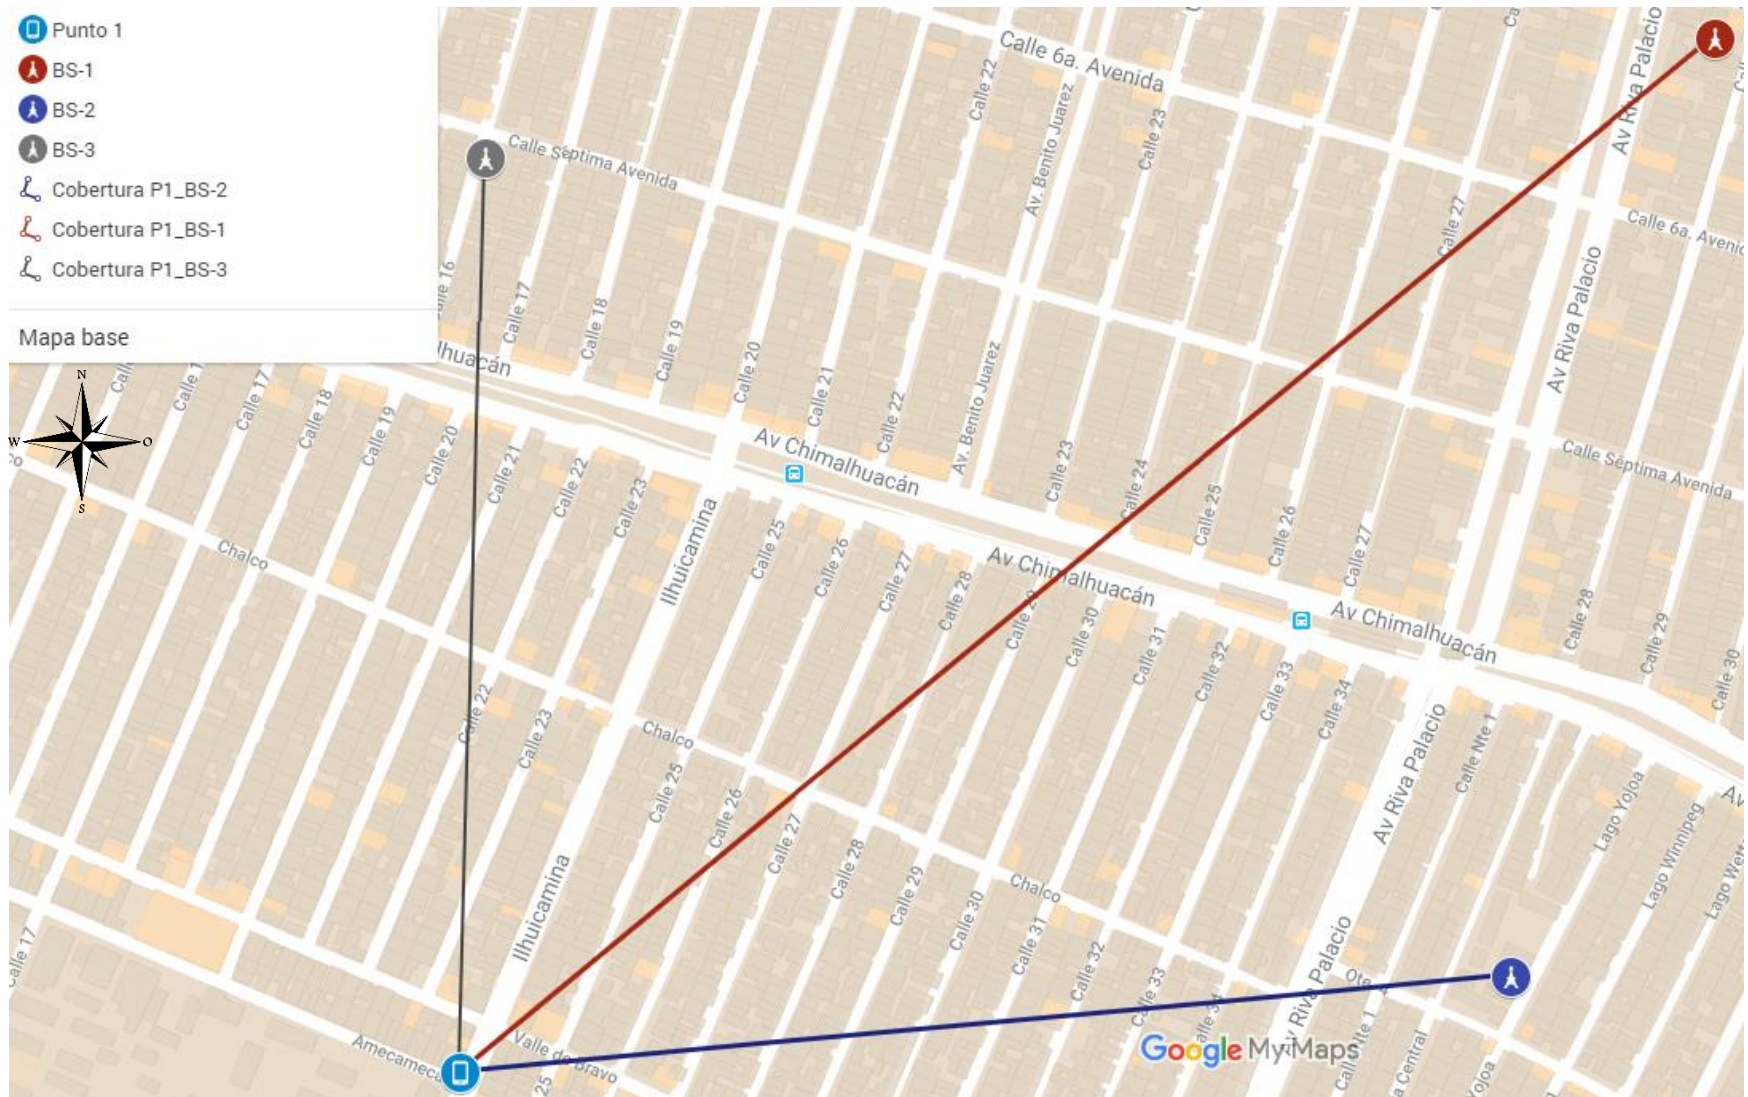 Punto 1
BS-1
BS-2
BS-3
Cobertura P1_BS-2
Cobertura P1_BS-1
Cobertura P1_BS-3
Mapa base
N
W
O
S
Calle 6a. Avenida
Calle 22
Av. Benito Juarez
Calle 23
Av Riva Palacio
Calle Séptima Avenida
Calle 27
Calle 6a. Avenid
Av Riva Palacio
Calle 17
Calle 18
Calle 19
Calle 20
Calle 21
Calle 22
Av. Benito Juarez
lhuacán
Calle 17
Calle 18
Calle 19
Calle 20
Calle 21
Calle 22
Calle 23
Av Chimalhuacán
Calle 23
Calle 24
Calle 25
Calle 26
Calle 27
Calle Séptima Avenida
Chalco
Ilhuicamina
Calle 25
Calle 26
Calle 27
Calle 28
Av Chimalhuacán
Calle 29
Calle 30
Calle 31
Calle 32
Calle 33
Calle 34
Av Chimalhuacán
Calle 28
Calle 29
Calle 30
Calle 22
Calle 23
Chalco
Calle 25
Calle 26
Calle 27
Calle 28
Calle 29
Calle 30
Calle 31
Calle 32
Calle 33
Av Riva Palacio
Calle Nte 1
Lago Yojoa
Lago Winnipeg
Av
Ilhuicamina
Chalco
Calle 17
Amecameca
Valle de Bravo
25
Av Riva Palacio
Google My Maps